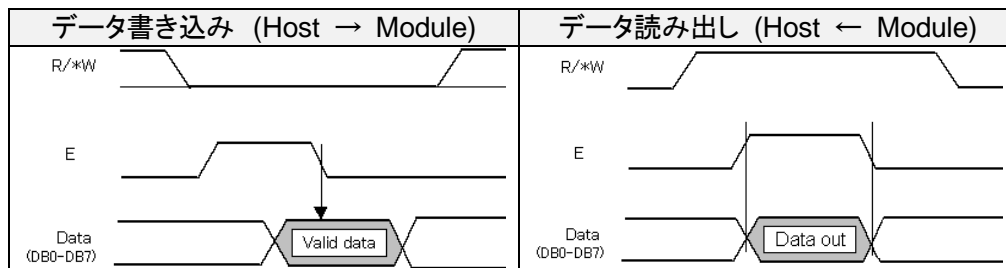 データ書き込み (Host → Module)
R/*W
E
Data
(DB0-DB7)
Valid data
データ読み出し (Host ← Module)
R/*W
E
Data
(DB0-DB7)
Data out